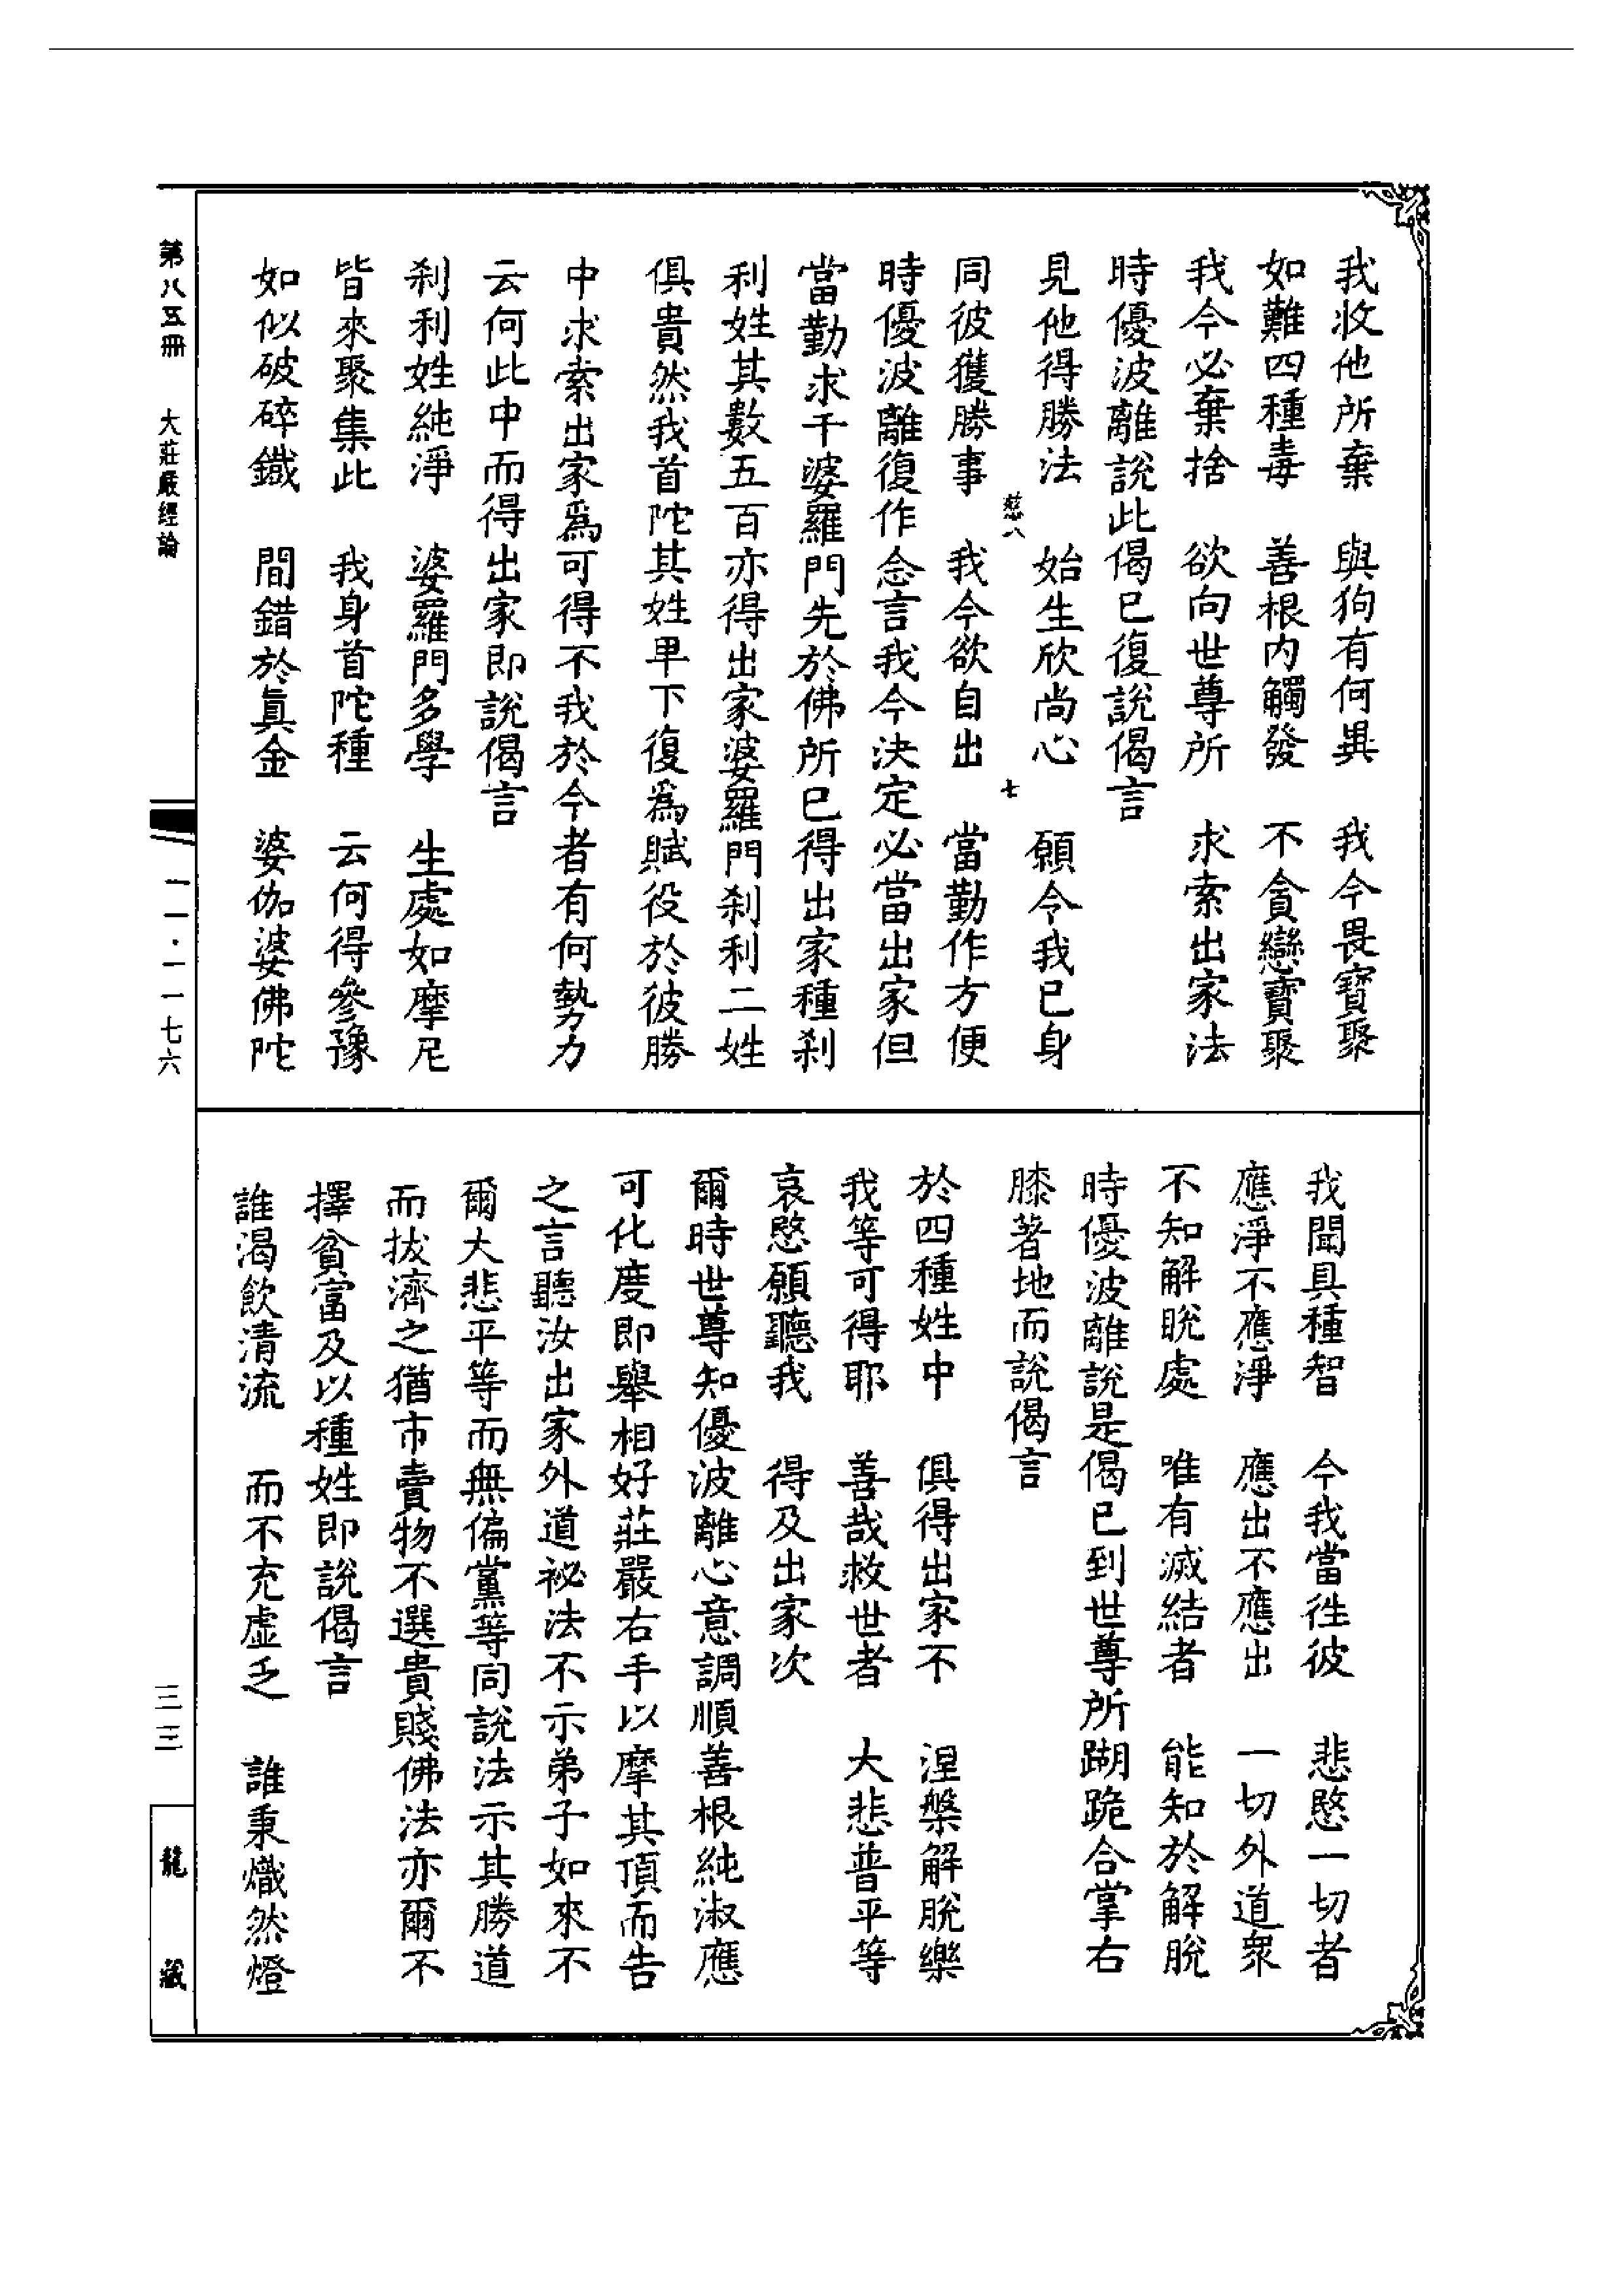 我收他所棄　與狗有何異　我今畏寶聚
如難四種毒　善根內觸發　不貪戀寶聚
我今必棄捨　欲向世尊所　求索出家法
時優波離說此偈已復說偈言
見他得勝法　始生欣尚心　願令我己身
慈八　七
同彼獲勝事　我今欲自出　當勤作方便
時優波離復作念言我今決定必當出家但
當勤求千婆羅門先於佛所已得出家種刹
利姓其數五百亦得出家婆羅門刹利二姓
俱貴然我首陀其姓卑下復為賦役於彼勝
中求索出家爲可得不我於今者有何勢力
云何此中而得出家即說偈言
刹利姓純淨　婆羅門多學　生處如摩尼
皆來聚集此　我身首陀種　云何得參豫
如似破碎鐵　間錯於眞金　婆伽婆佛陀
我聞具種智　今我當往彼　悲愍一切者
應淨不應淨　應出不應出　一切外道衆
不知解脫處　唯有滅結者　能知於解脫
時優波離說是偈已到世尊所蹋跪合掌右
膝著地而說偈言
於四種姓中　俱得出家不　涅槃解脫樂
我等可得耶　善哉救世者　大悲普平等
哀愍願聽我　得及出家次
爾時世尊知優波離心意調順善根純淑應
可化度即舉相好莊嚴右手以摩其頂而告
之言聽汝出家外道祕法不示弟子如來不
爾大悲平等而無偏黨等同說法示其勝道
而拔濟之猶市賣物不選貴賤佛法亦爾不
擇貧富及以種姓即說偈言
誰渴飲清流　而不充虛乏　誰秉熾然燈
第八五冊　大莊嚴經論
一一·一一七六
三三
龍藏